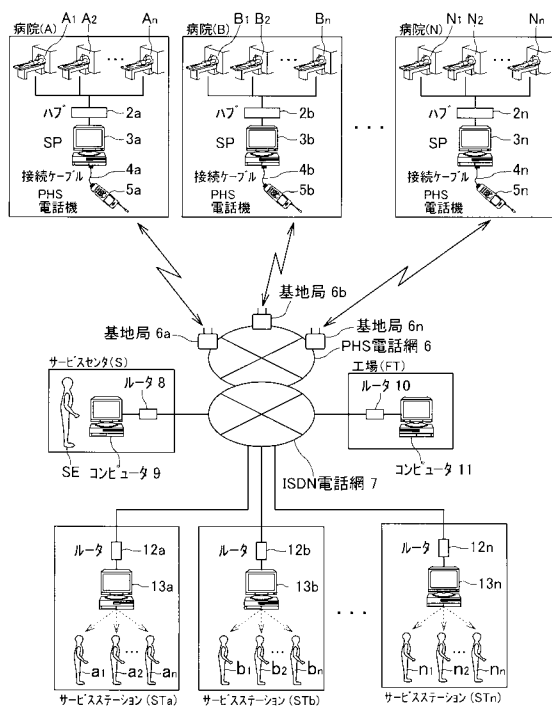 病院(A) A1 A2 ... An
病院(B) B1 B2 ... Bn
病院(N) N1 N2 ... Nn
ハブ 2a
ハブ 2b
ハブ 2n
SP 3a
SP 3b
SP 3n
...
接続ケーブル 4a
接続ケーブル 4b
接続ケーブル 4n
PHS電話機 5a
PHS電話機 5b
PHS電話機 5n
基地局 6b
基地局 6a
基地局 6n
PHS電話網 6
サービスセンタ(S)
ルータ 8
SE
コンピュータ 9
工場(FT)
ルータ 10
コンピュータ 11
ISDN電話網 7
ルータ 12a
ルータ 12b
ルータ 12n
13a
13b
13n
...
a1 a2 ... an
b1 b2 ... bn
n1 n2 ... nn
サービスステーション(STa)
サービスステーション(STb)
サービスステーション(STn)